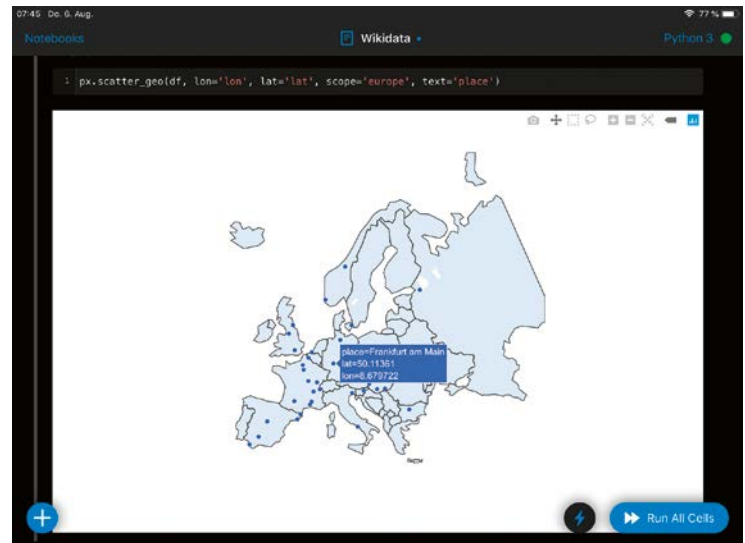 07:45 Do. 6. Aug.
77 %
Notebooks
Wikidata
Python 3
1 px.scatter_geo(df, lon='lon', lat='lat', scope='europe', text='place')
place=Frankfurt am Main
lat=50.11361
lon=8.679722
Run All Cells